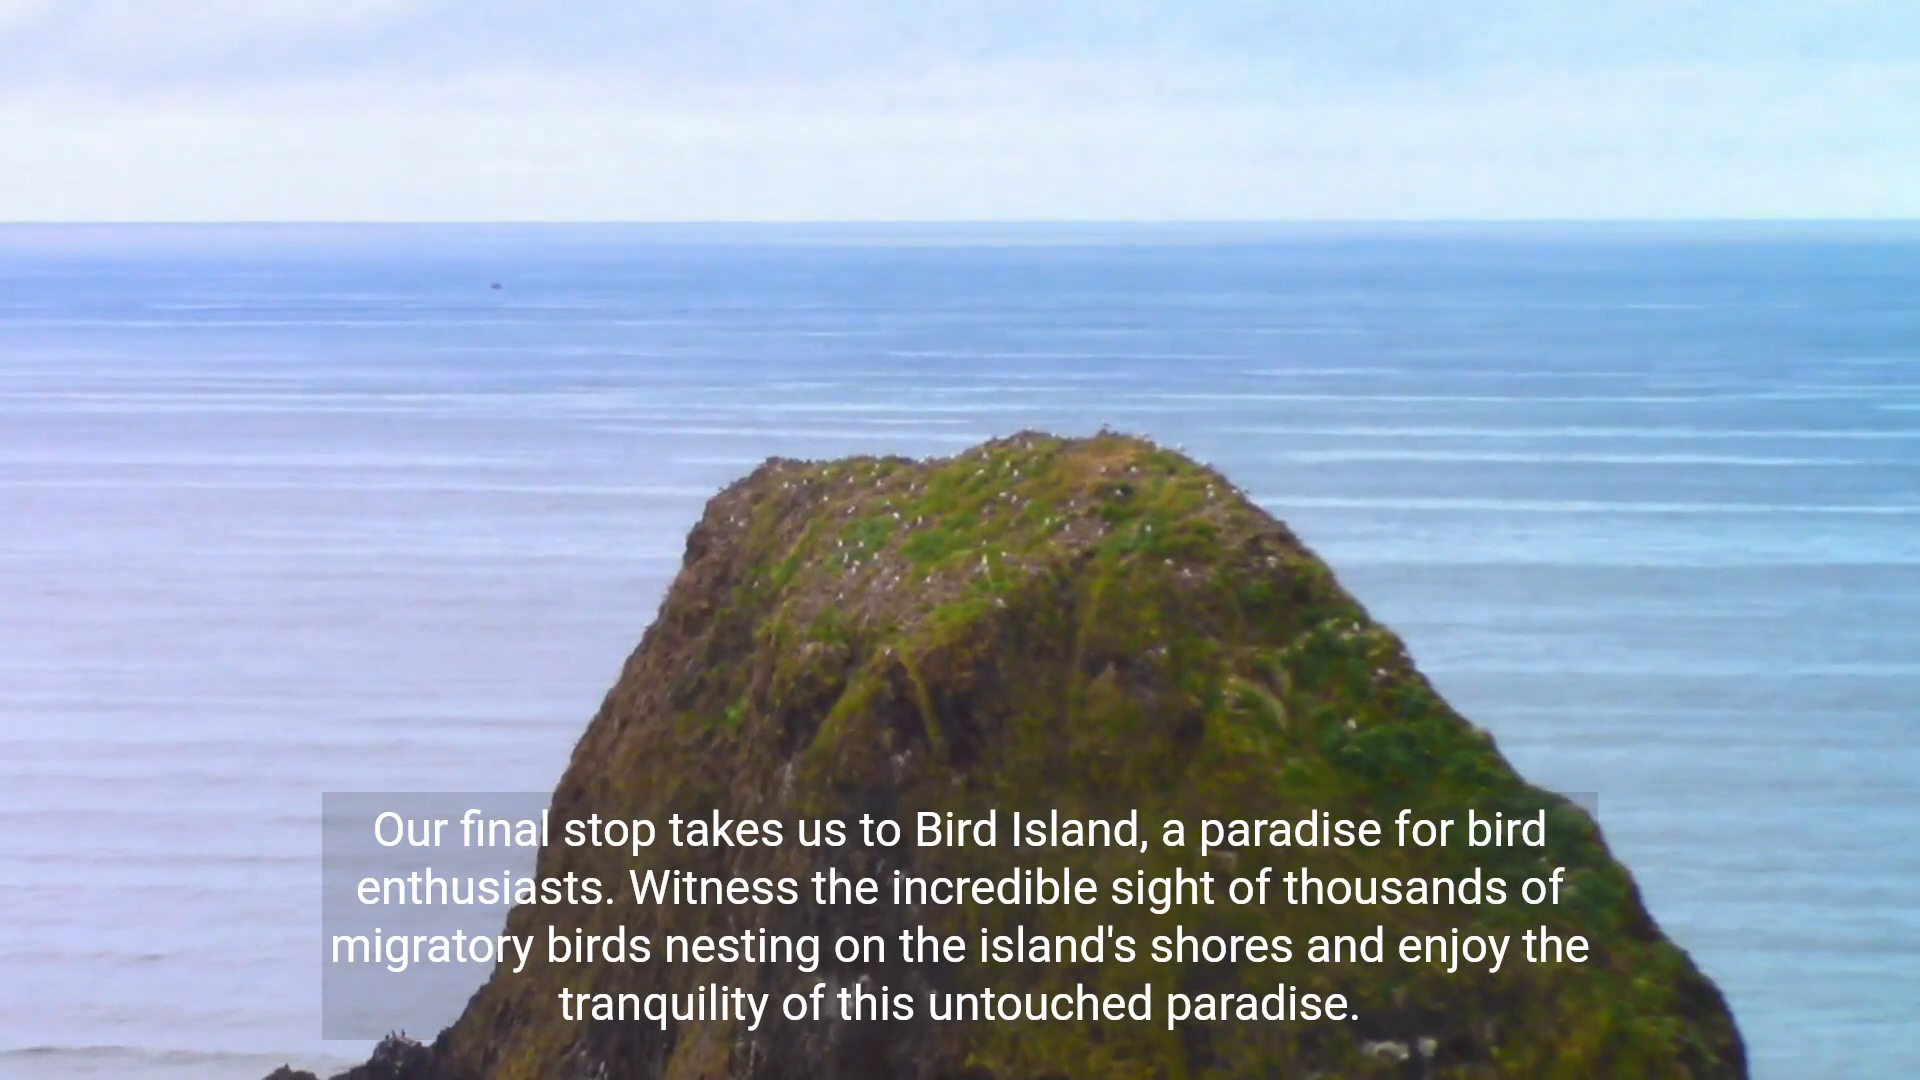 Our final stop takes us to Bird Island, a paradise for bird
enthusiasts. Witness the incredible sight of thousands of
migratory birds nesting on the island's shores and enjoy the
tranquility of this untouched paradise.